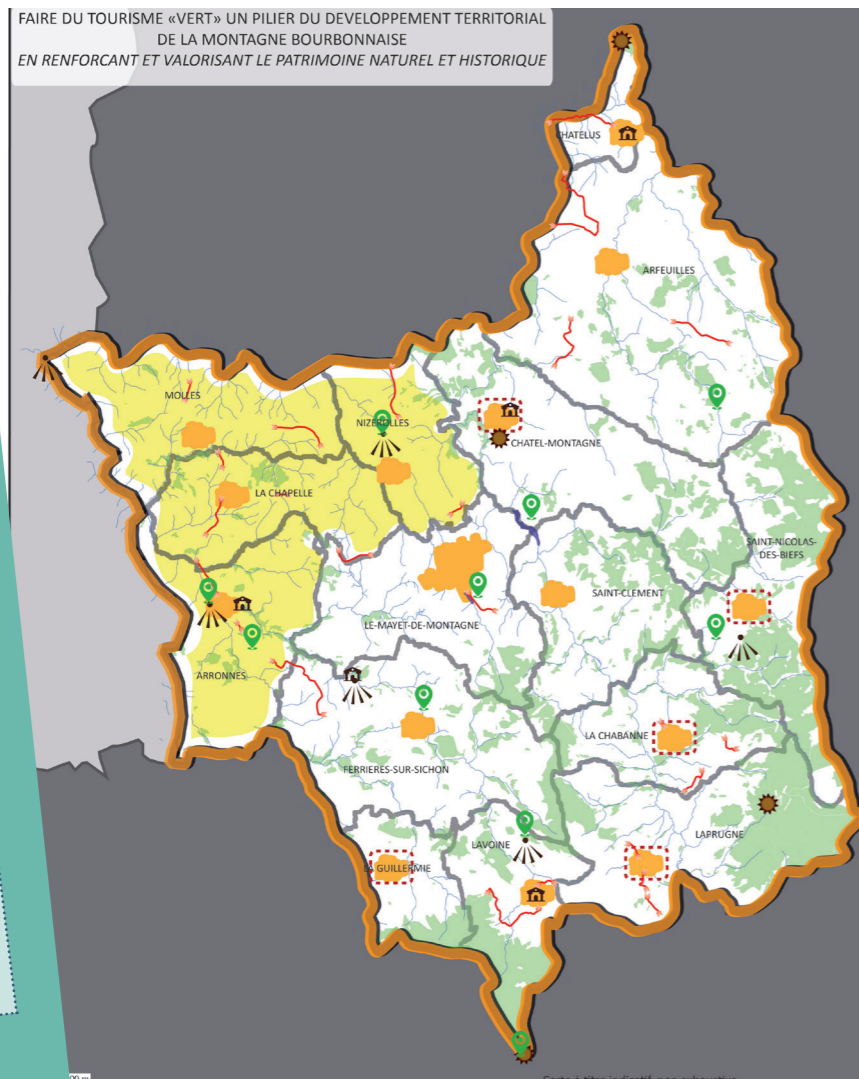 FAIRE DU TOURISME «VERT» UN PILIER DU DEVELOPPEMENT TERRITORIAL
DE LA MONTAGNE BOURBONNAISE
EN RENFORCANT ET VALORISANT LE PATRIMOINE NATUREL ET HISTORIQUE
CHATELUS
ARFEUILLES
MOLLES
NIZEROLLES
CHATEL-MONTAGNE
LA CHAPELLE
SAINT-NICOLAS-
DES-BIEFS
SAINT-CLEMENT
LE-MAYET-DE-MONTAGNE
ARRONNES
LA CHABANNE
FERRIERES-SUR-SICHON
LAPRUGNE
LAVOINE
LA GUILLERMIE